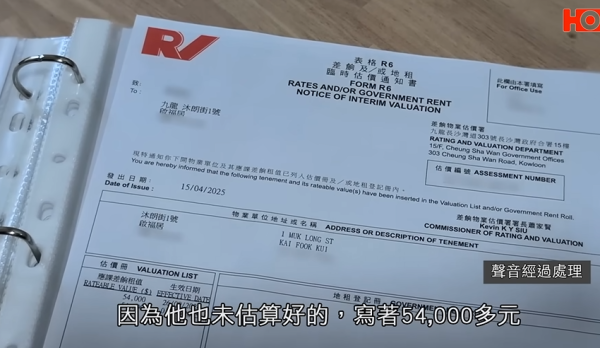 HO
RV
表格 R6
差餉及/或地租
臨時估價通知書
FORM R6
RATES AND/OR GOVERNMENT RENT
NOTICE OF INTERIM VALUATION
此欄由本署填寫
For Office Use
致:
To :
九龍 沐朗街1號
啟福居
差餉物業估價署
九龍長沙灣道303號長沙灣政府合署15樓
RATING AND VALUATION DEPARTMENT
15/F, Cheung Sha Wan Government Offices
303 Cheung Sha Wan Road, Kowloon
估價編號 ASSESSMENT NUMBER
現特通知你下開物業單位及其應課差餉租值已列入估價冊及/或地租登記冊內。
You are hereby informed that the following tenement and its rateable value(s) have been inserted in the Valuation List and/or Government Rent Roll.
發出日期:
Date of Issue :
15/04/2025
差餉物業估價署署長蕭家賢
Kevin K Y SIU
COMMISSIONER OF RATING AND VALUATION
物業單位地址或名稱 ADDRESS OR DESCRIPTION OF TENEMENT
沐朗街1號
啟福居
1 MUK LONG ST
KAI FOOK KUI
估價冊 VALUATION LIST
地租登記冊 GOVERNMENT
應課差餉租值
RATEABLE VALUE ($)
生效日期
EFFECTIVE DATE
54,000
聲音經過處理
因為他也未估算好的，寫著54,000多元